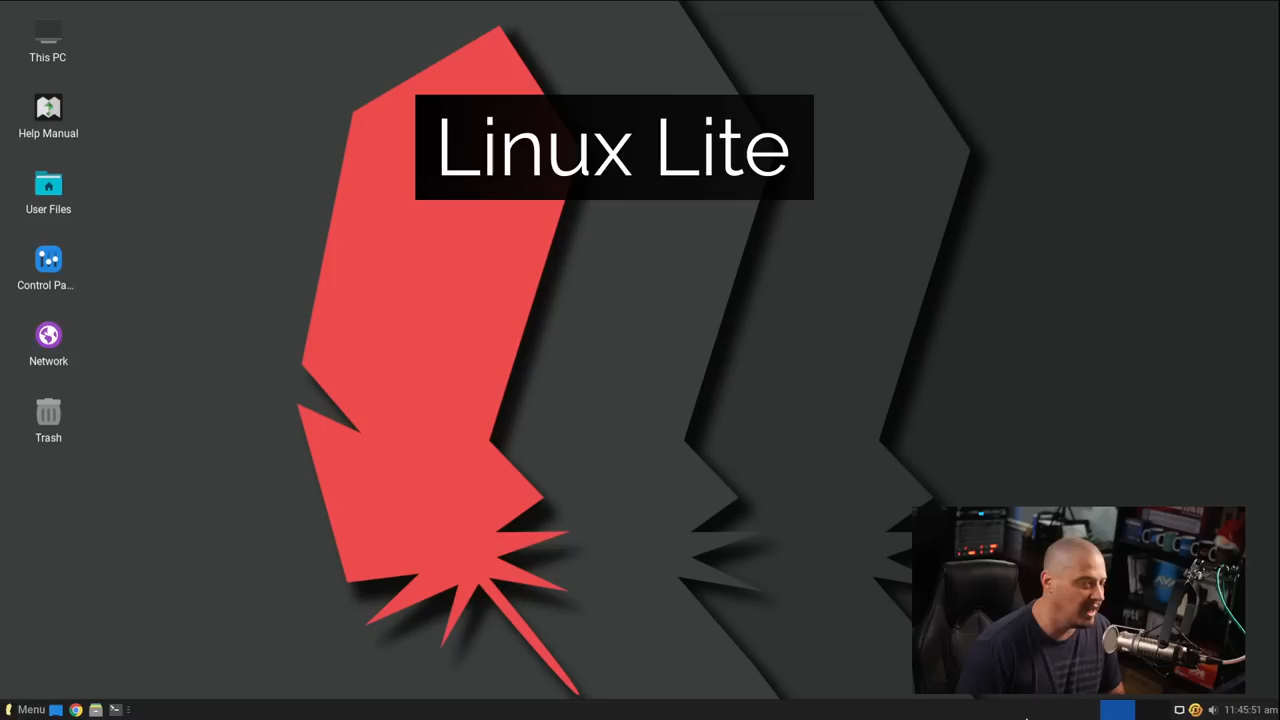 This PC
Linux Lite
Help Manual
User Files
Control Pa...
Network
Trash
Menu
11:45:51 am